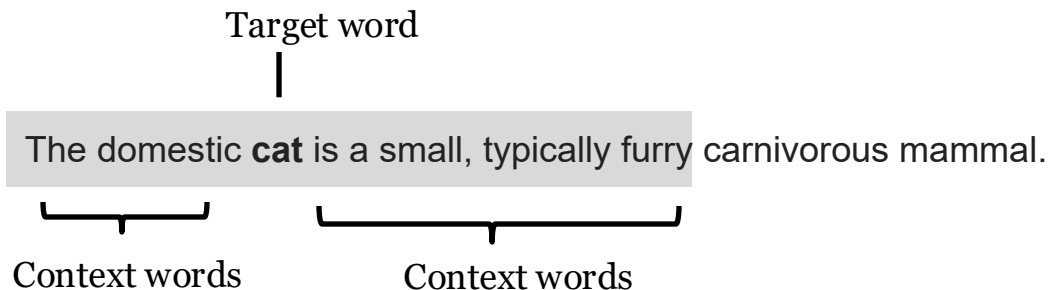 Target word
The domestic cat is a small, typically furry carnivorous mammal.
Context words
Context words